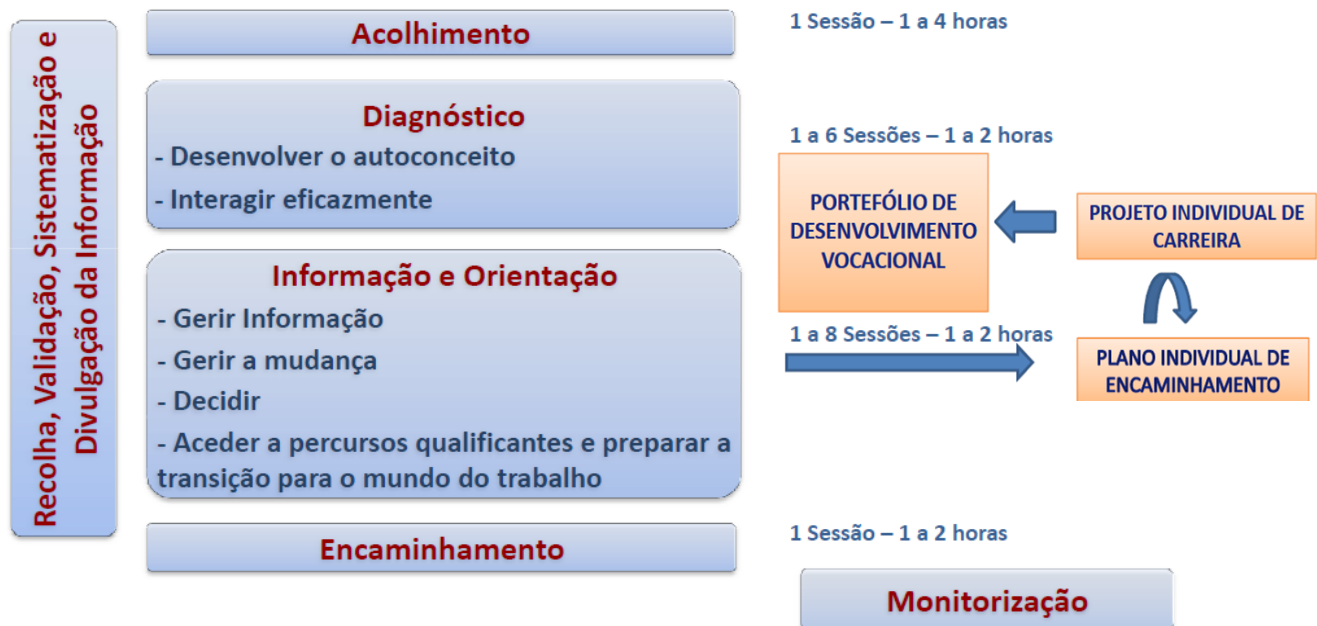 Recolha, Validação, Sistematização e
Divulgação da Informação
Acolhimento
1 Sessão – 1 a 4 horas
Diagnóstico
- Desenvolver o autoconceito
- Interagir eficazmente
1 a 6 Sessões – 1 a 2 horas
PORTEFÓLIO DE
DESENVOLVIMENTO
VOCACIONAL
PROJETO INDIVIDUAL DE
CARREIRA
Informação e Orientação
- Gerir Informação
- Gerir a mudança
- Decidir
- Aceder a percursos qualificantes e preparar a
transição para o mundo do trabalho
1 a 8 Sessões – 1 a 2 horas
PLANO INDIVIDUAL DE
ENCAMINHAMENTO
Encaminhamento
1 Sessão – 1 a 2 horas
Monitorização